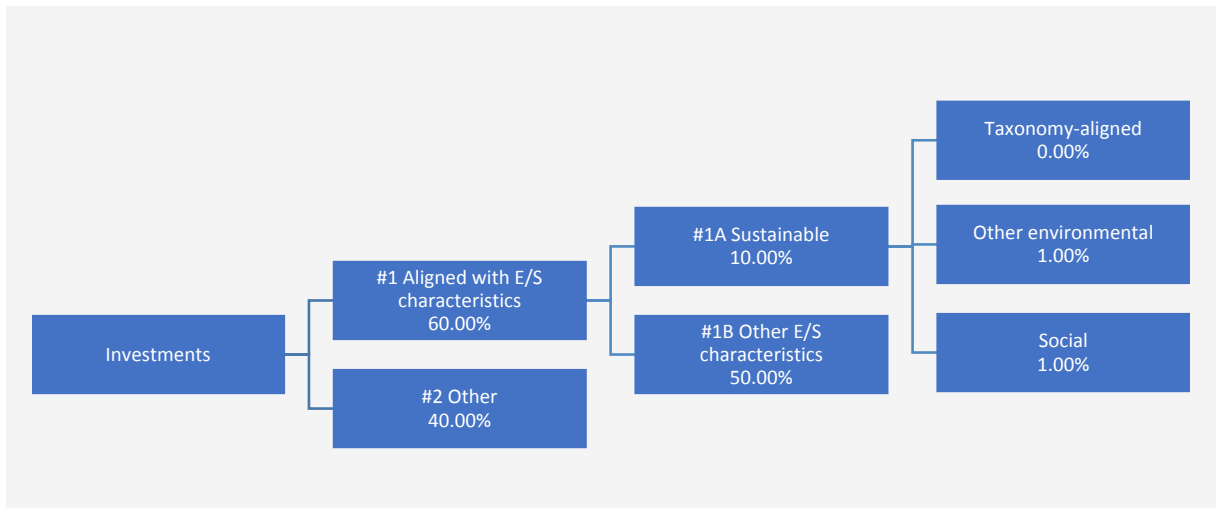 Investments
#1 Aligned with E/S
characteristics
60.00%
#2 Other
40.00%
#1A Sustainable
10.00%
#1B Other E/S
characteristics
50.00%
Taxonomy-aligned
0.00%
Other environmental
1.00%
Social
1.00%